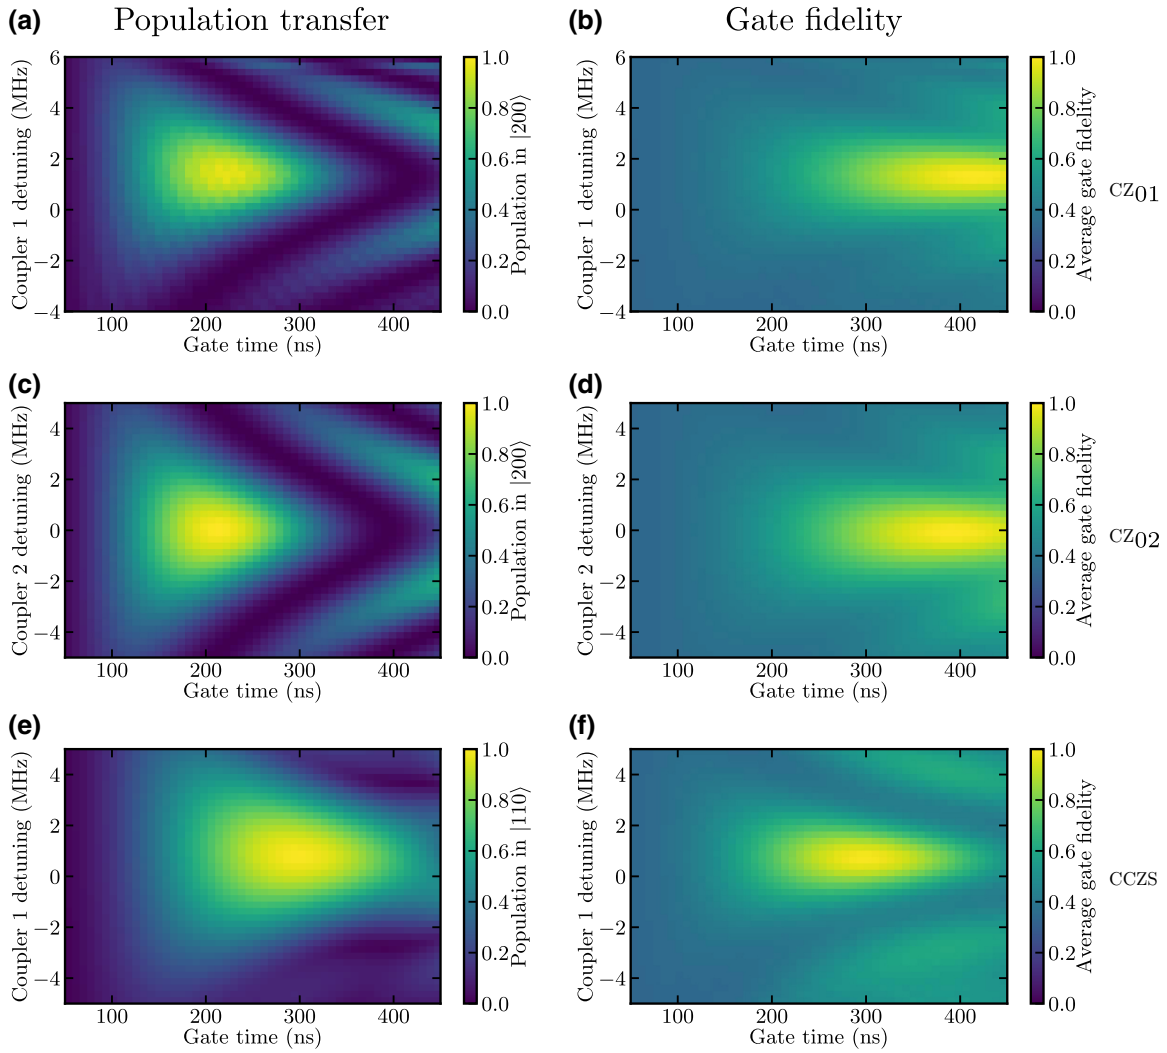 (a) Population transfer
(b) Gate fidelity
6
4
2
0
−2
−4
Coupler 1 detuning (MHz)
100 200 300 400
Gate time (ns)
1.0
0.8
0.6
0.4
0.2
0.0
Population in |200⟩
Coupler 1 detuning (MHz)
6
4
2
0
−2
−4
100 200 300 400
Gate time (ns)
1.0
0.8
0.6
0.4
0.2
0.0
Average gate fidelity
CZ01
(c)
Coupler 2 detuning (MHz)
4
2
0
−2
−4
100 200 300 400
Gate time (ns)
1.0
0.8
0.6
0.4
0.2
0.0
Population in |200⟩
(d)
Coupler 2 detuning (MHz)
4
2
0
−2
−4
100 200 300 400
Gate time (ns)
1.0
0.8
0.6
0.4
0.2
0.0
Average gate fidelity
CZ02
(e)
Coupler 1 detuning (MHz)
4
2
0
−2
−4
100 200 300 400
Gate time (ns)
1.0
0.8
0.6
0.4
0.2
0.0
Population in |110⟩
(f)
Coupler 1 detuning (MHz)
4
2
0
−2
−4
100 200 300 400
Gate time (ns)
1.0
0.8
0.6
0.4
0.2
0.0
Average gate fidelity
CCZS